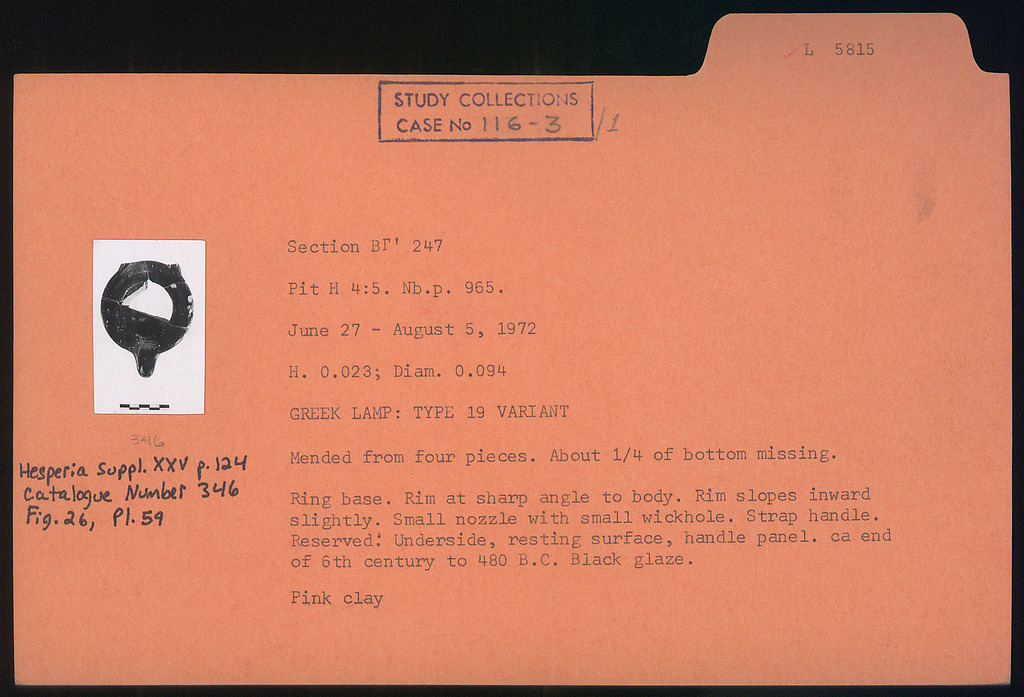 L 5815
STUDY COLLECTIONS
CASE No 116-3/1
Section ΒΓ' 247
Pit H 4:5. Nb.p. 965.
June 27 - August 5, 1972
H. 0.023; Diam. 0.094
GREEK LAMP: TYPE 19 VARIANT
Mended from four pieces. About 1/4 of bottom missing.
Ring base. Rim at sharp angle to body. Rim slopes inward
slightly. Small nozzle with small wickhole. Strap handle.
Reserved: Underside, resting surface, handle panel. ca end
of 6th century to 480 B.C. Black glaze.
Pink clay
346
Hesperia Suppl. XXV p. 124
Catalogue Number 346
Fig. 26, Pl. 59